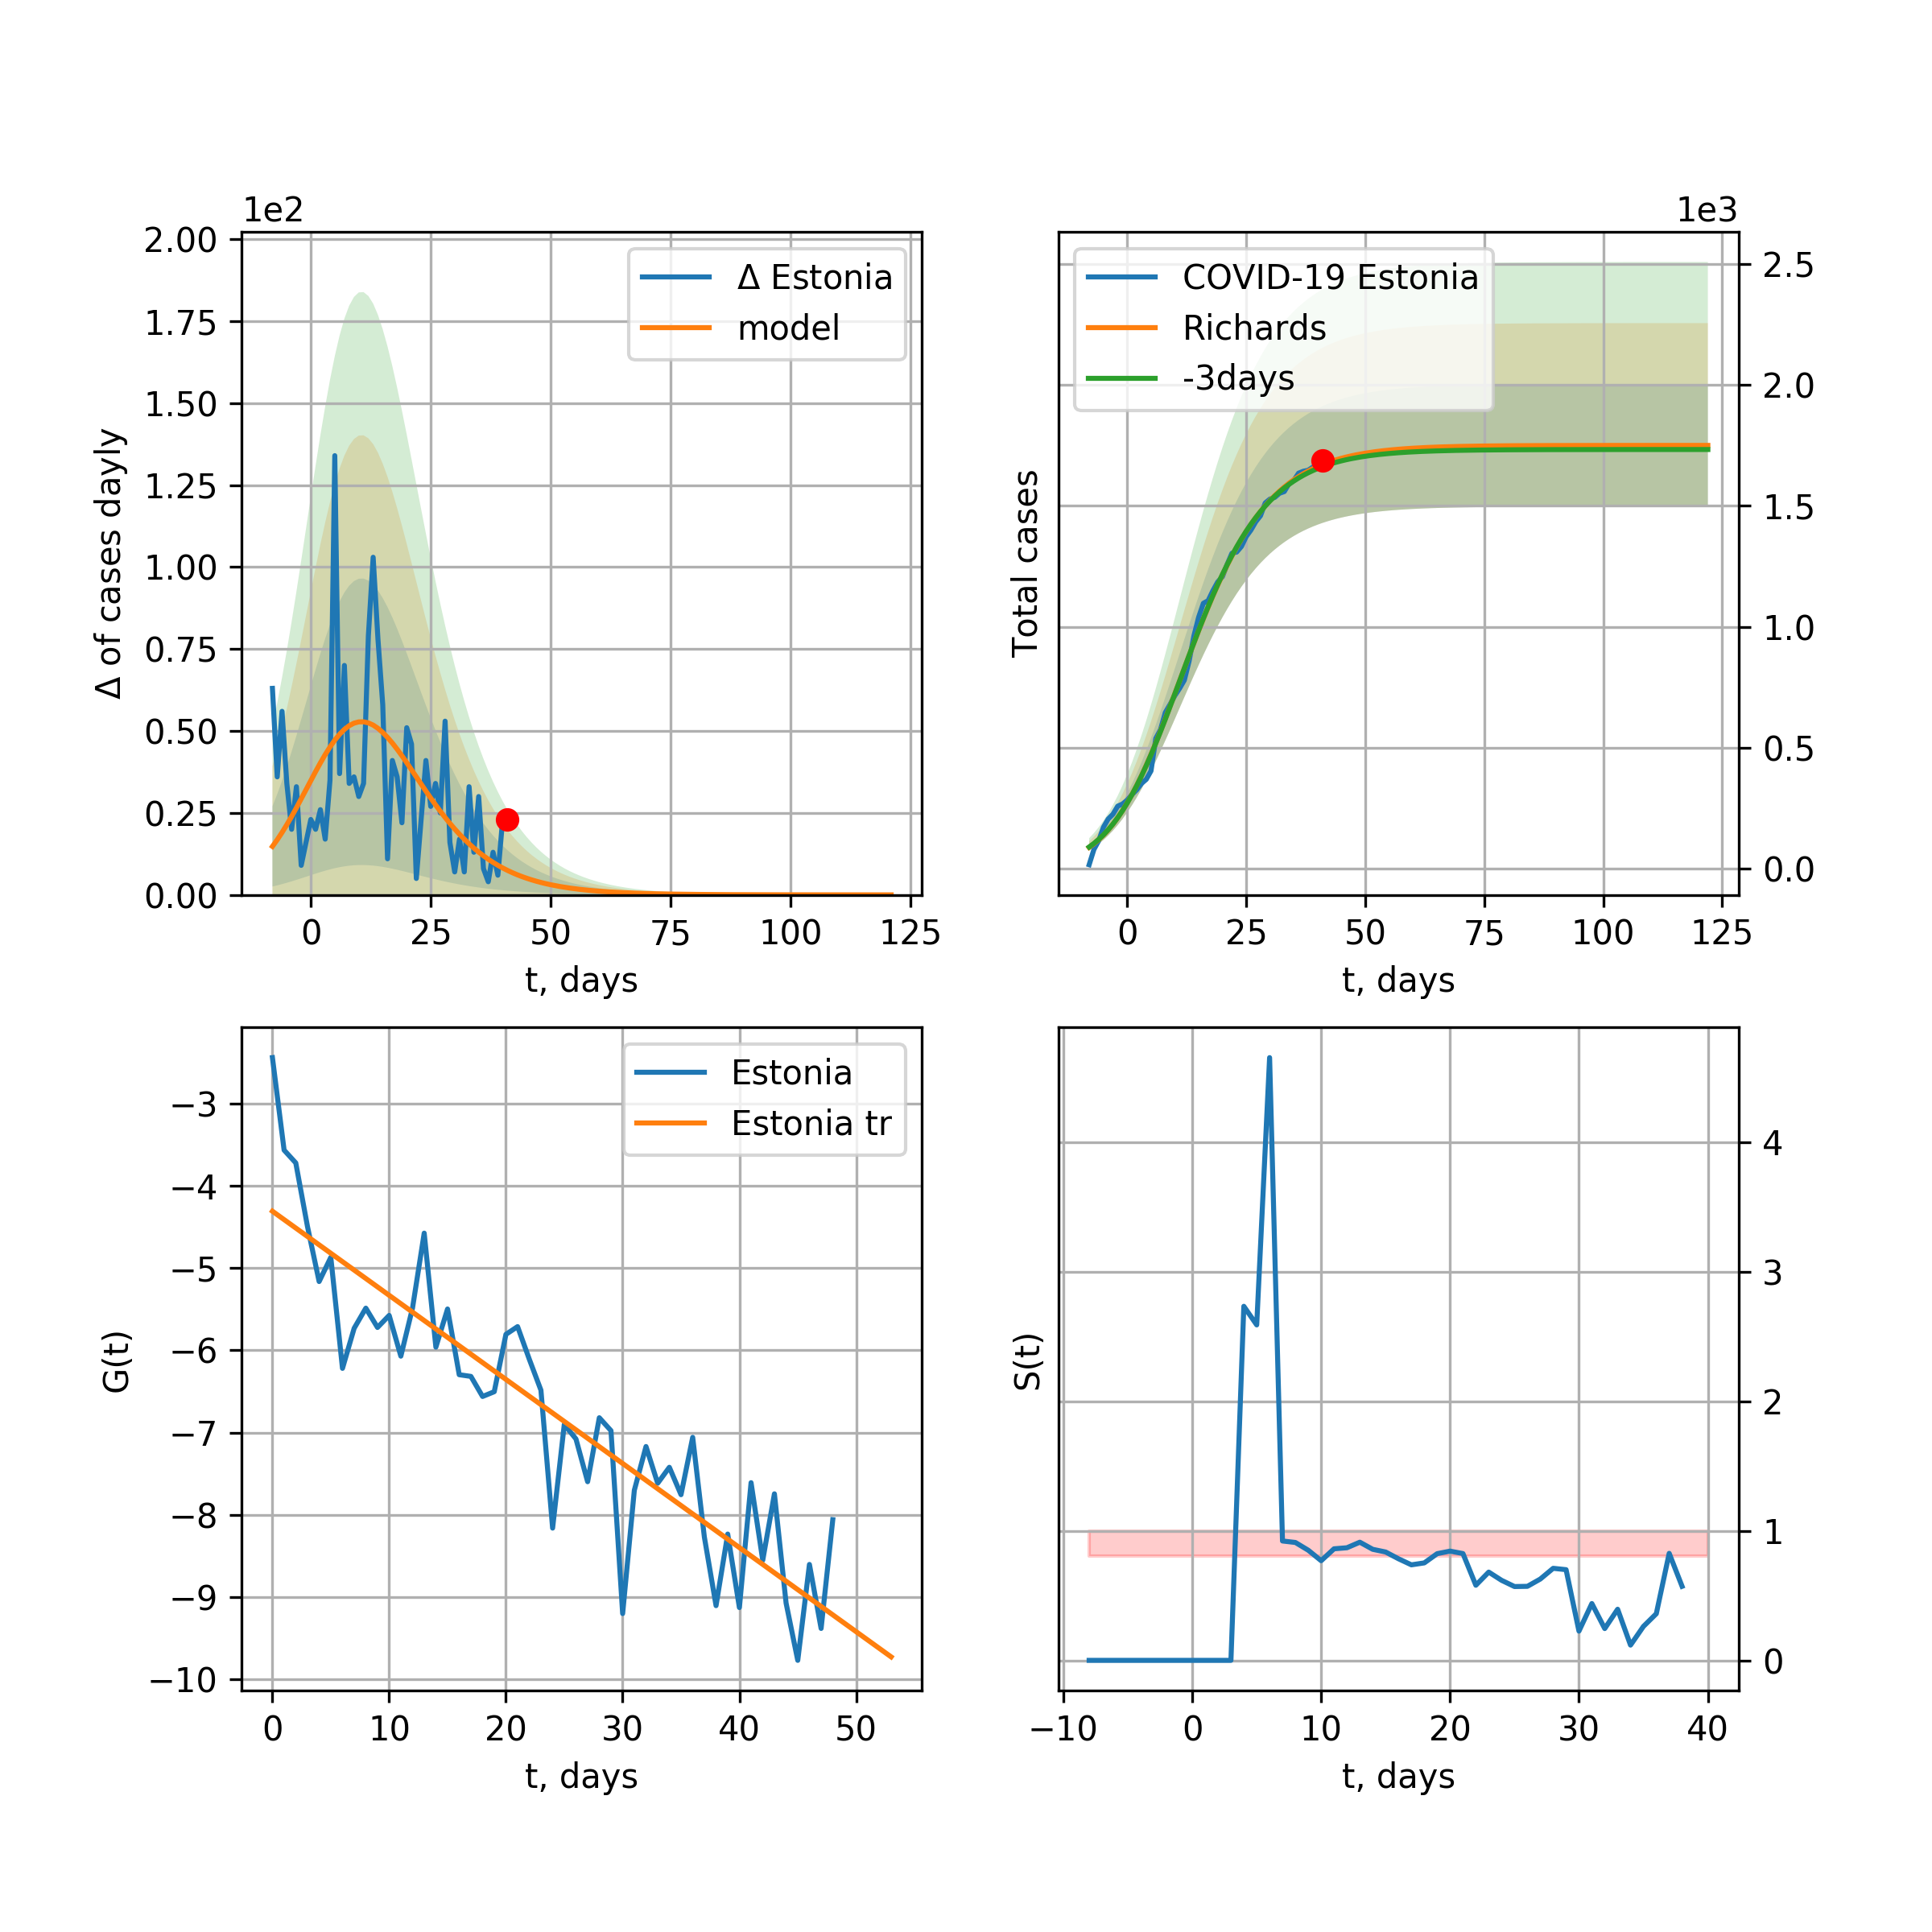 1e2
2.00
1.75
1.50
1.25
1.00
0.75
0.50
0.25
0.00
Δ of cases dayly
0 25 50 75 100 125
t, days
Δ Estonia
model
1e3
2.5
2.0
1.5
1.0
0.5
0.0
Total cases
0 25 50 75 100 125
t, days
COVID-19 Estonia
Richards
-3days
−3
−4
−5
−6
−7
−8
−9
−10
G(t)
0 10 20 30 40 50
t, days
Estonia
Estonia tr
4
3
2
1
0
S(t)
−10 0 10 20 30 40
t, days